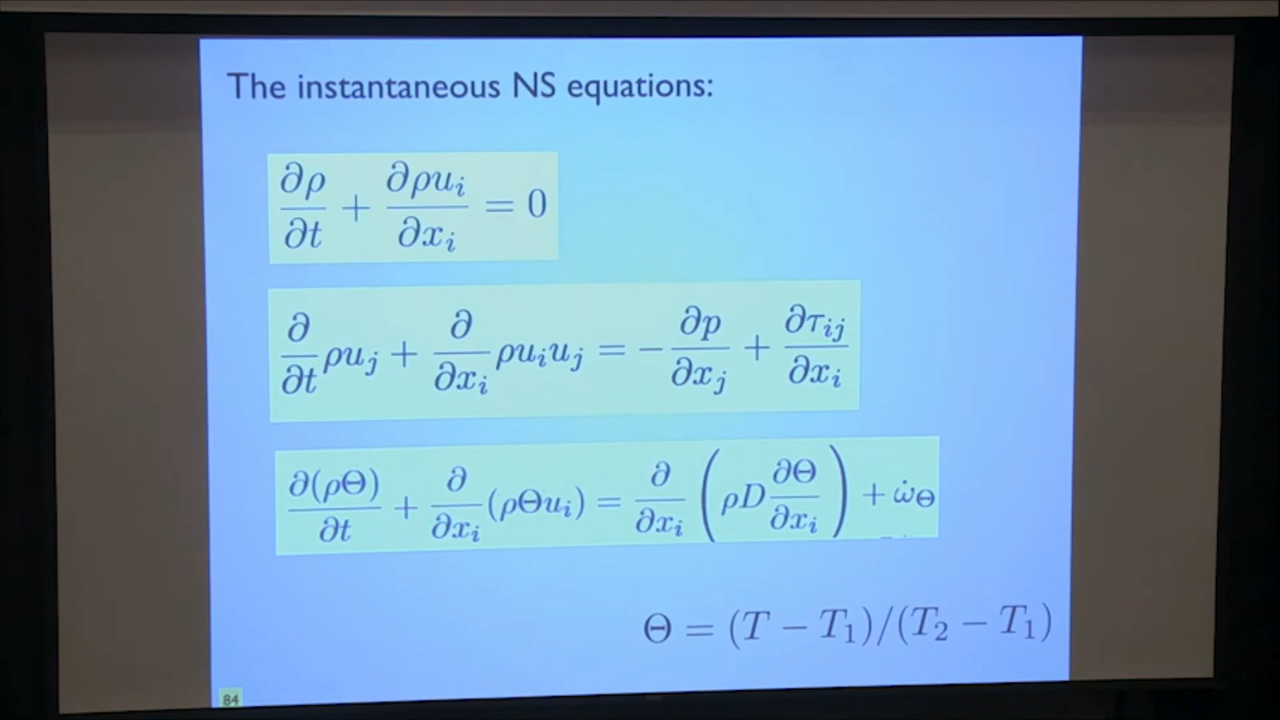 The instantaneous NS equations:
∂ρ/∂t + ∂ρu_i/∂x_i = 0
∂/∂t ρu_j + ∂/∂x_i ρu_i u_j = −∂p/∂x_j + ∂τ_ij/∂x_i
∂(ρΘ)/∂t + ∂/∂x_i (ρΘu_i) = ∂/∂x_i (ρD ∂Θ/∂x_i) + ω̇_Θ
Θ = (T − T_1)/(T_2 − T_1)
84